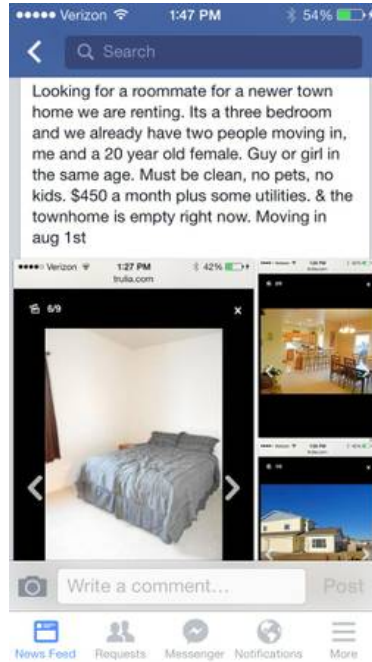 Verizon 1:47 PM 54%
Search
Looking for a roommate for a newer town
home we are renting. Its a three bedroom
and we already have two people moving in,
me and a 20 year old female. Guy or girl in
the same age. Must be clean, no pets, no
kids. $450 a month plus some utilities. & the
townhome is empty right now. Moving in
aug 1st
Verizon 1:27 PM 42%
trulia.com
6/9
x
Write a comment... Post
News Feed Requests Messenger Notifications More